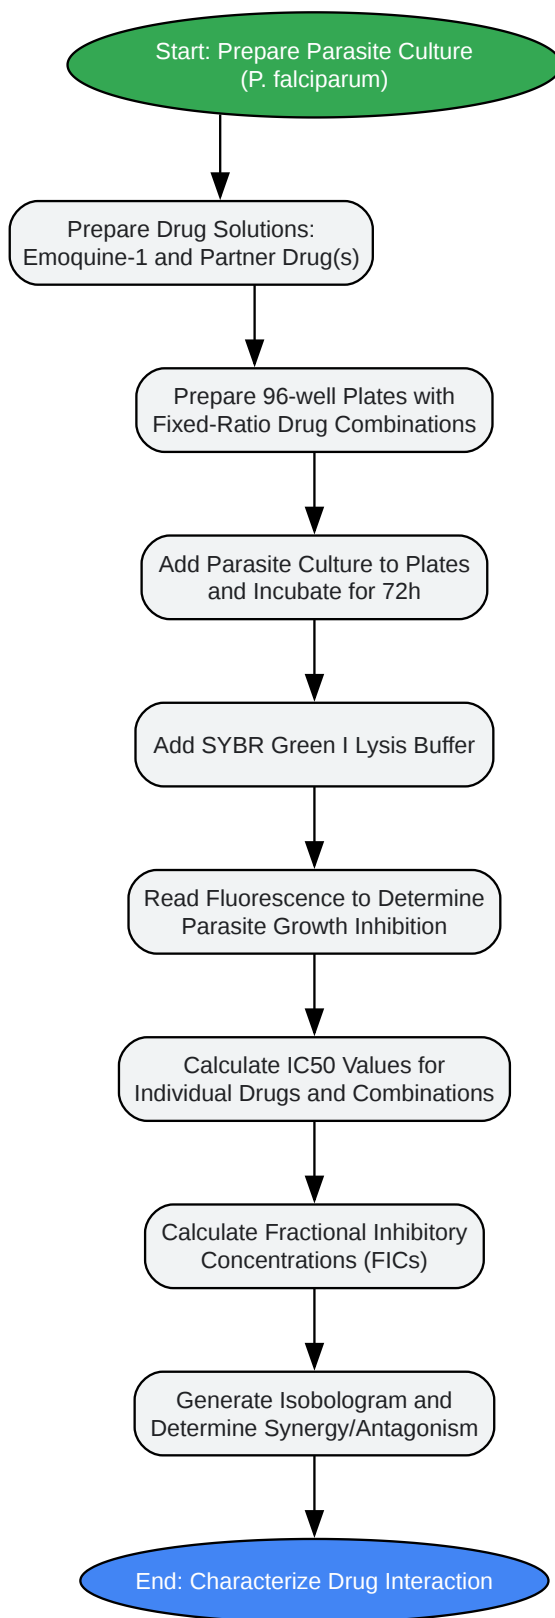 Start: Prepare Parasite Culture
(P. falciparum)
Prepare Drug Solutions:
Emoquine-1 and Partner Drug(s)
Prepare 96-well Plates with
Fixed-Ratio Drug Combinations
Add Parasite Culture to Plates
and Incubate for 72h
Add SYBR Green I Lysis Buffer
Read Fluorescence to Determine
Parasite Growth Inhibition
Calculate IC50 Values for
Individual Drugs and Combinations
Calculate Fractional Inhibitory
Concentrations (FICs)
Generate Isobologram and
Determine Synergy/Antagonism
End: Characterize Drug Interaction